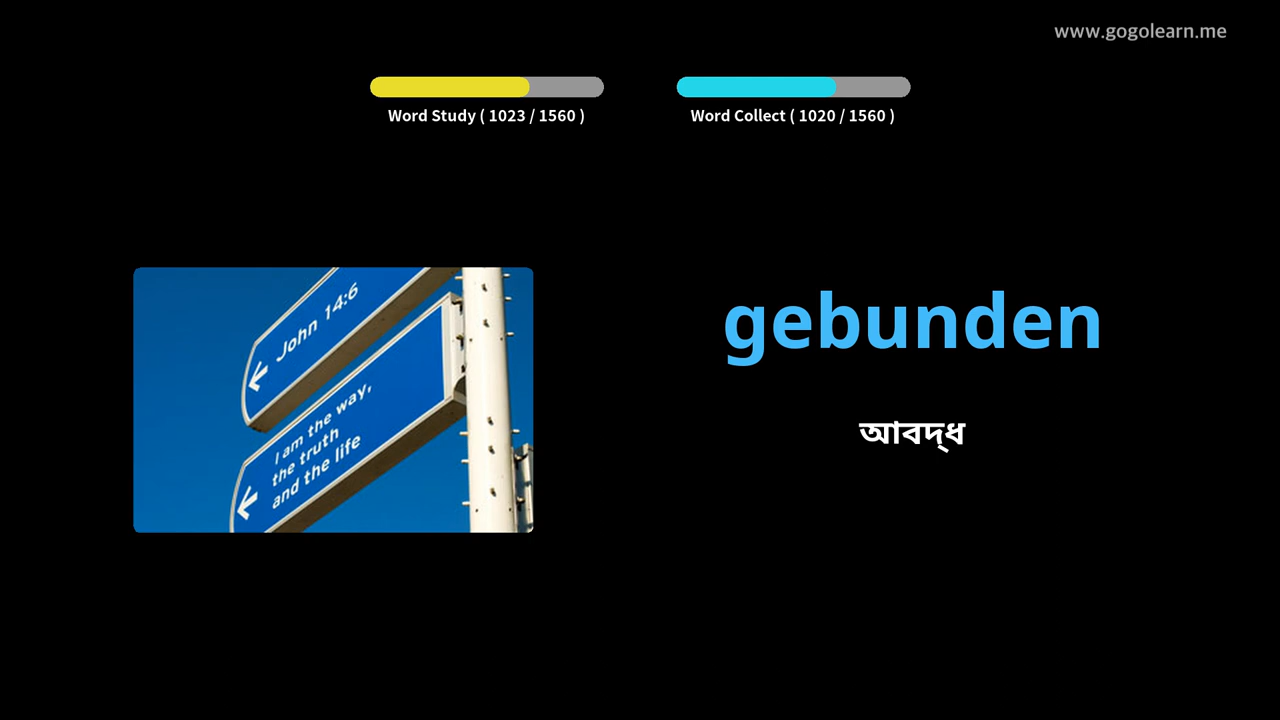 www.gogolearn.me
Word Study ( 1023 / 1560 )
Word Collect ( 1020 / 1560 )
John 14:6
I am the way,
the truth
and the life
gebunden
আবদ্ধ